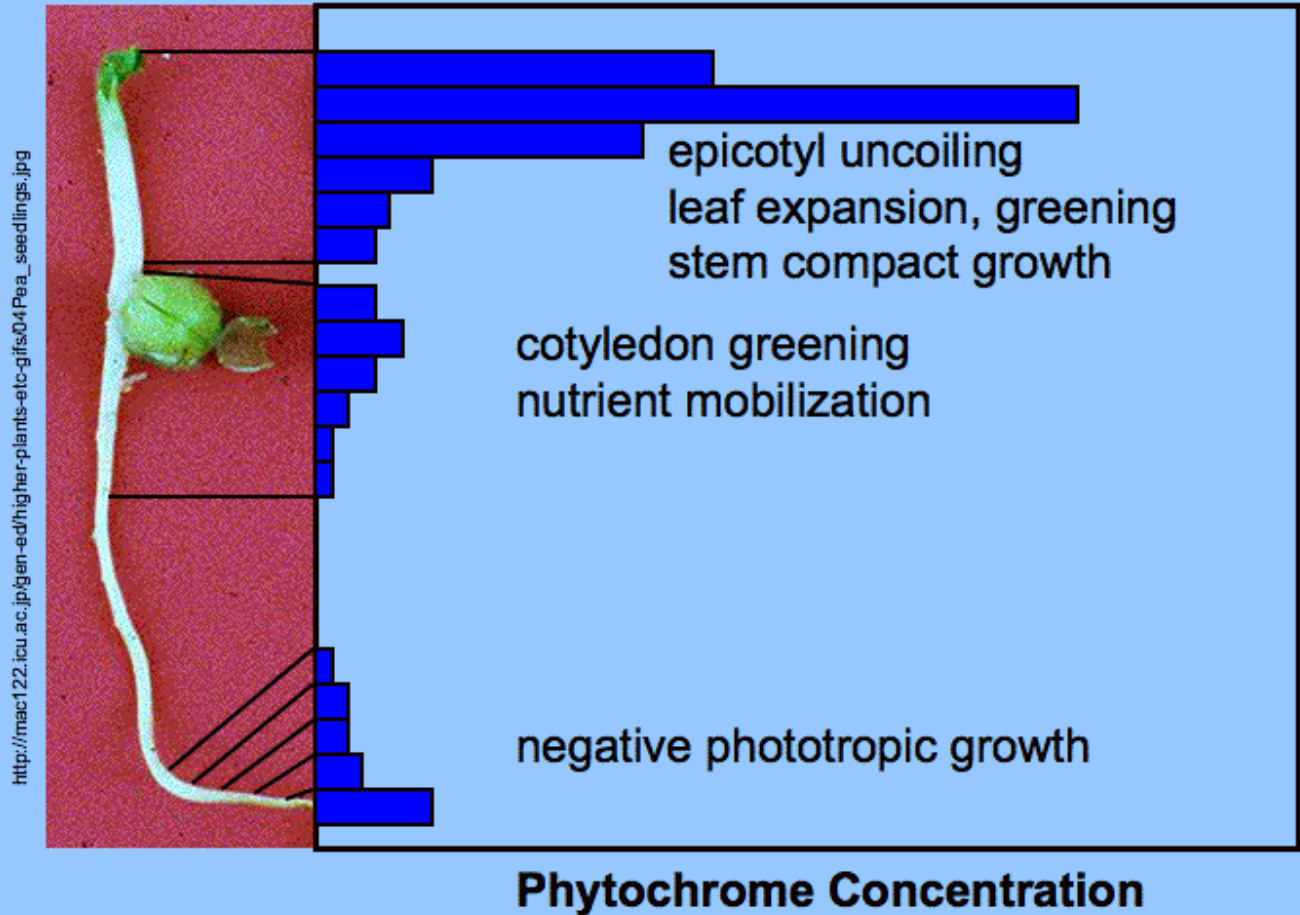 http://mac122.icu.ac.jp/gen-ed/higher-plants-etc-gifs/04Pea_seedlings.jpg
epicotyl uncoiling
leaf expansion, greening
stem compact growth
cotyledon greening
nutrient mobilization
negative phototropic growth
Phytochrome Concentration